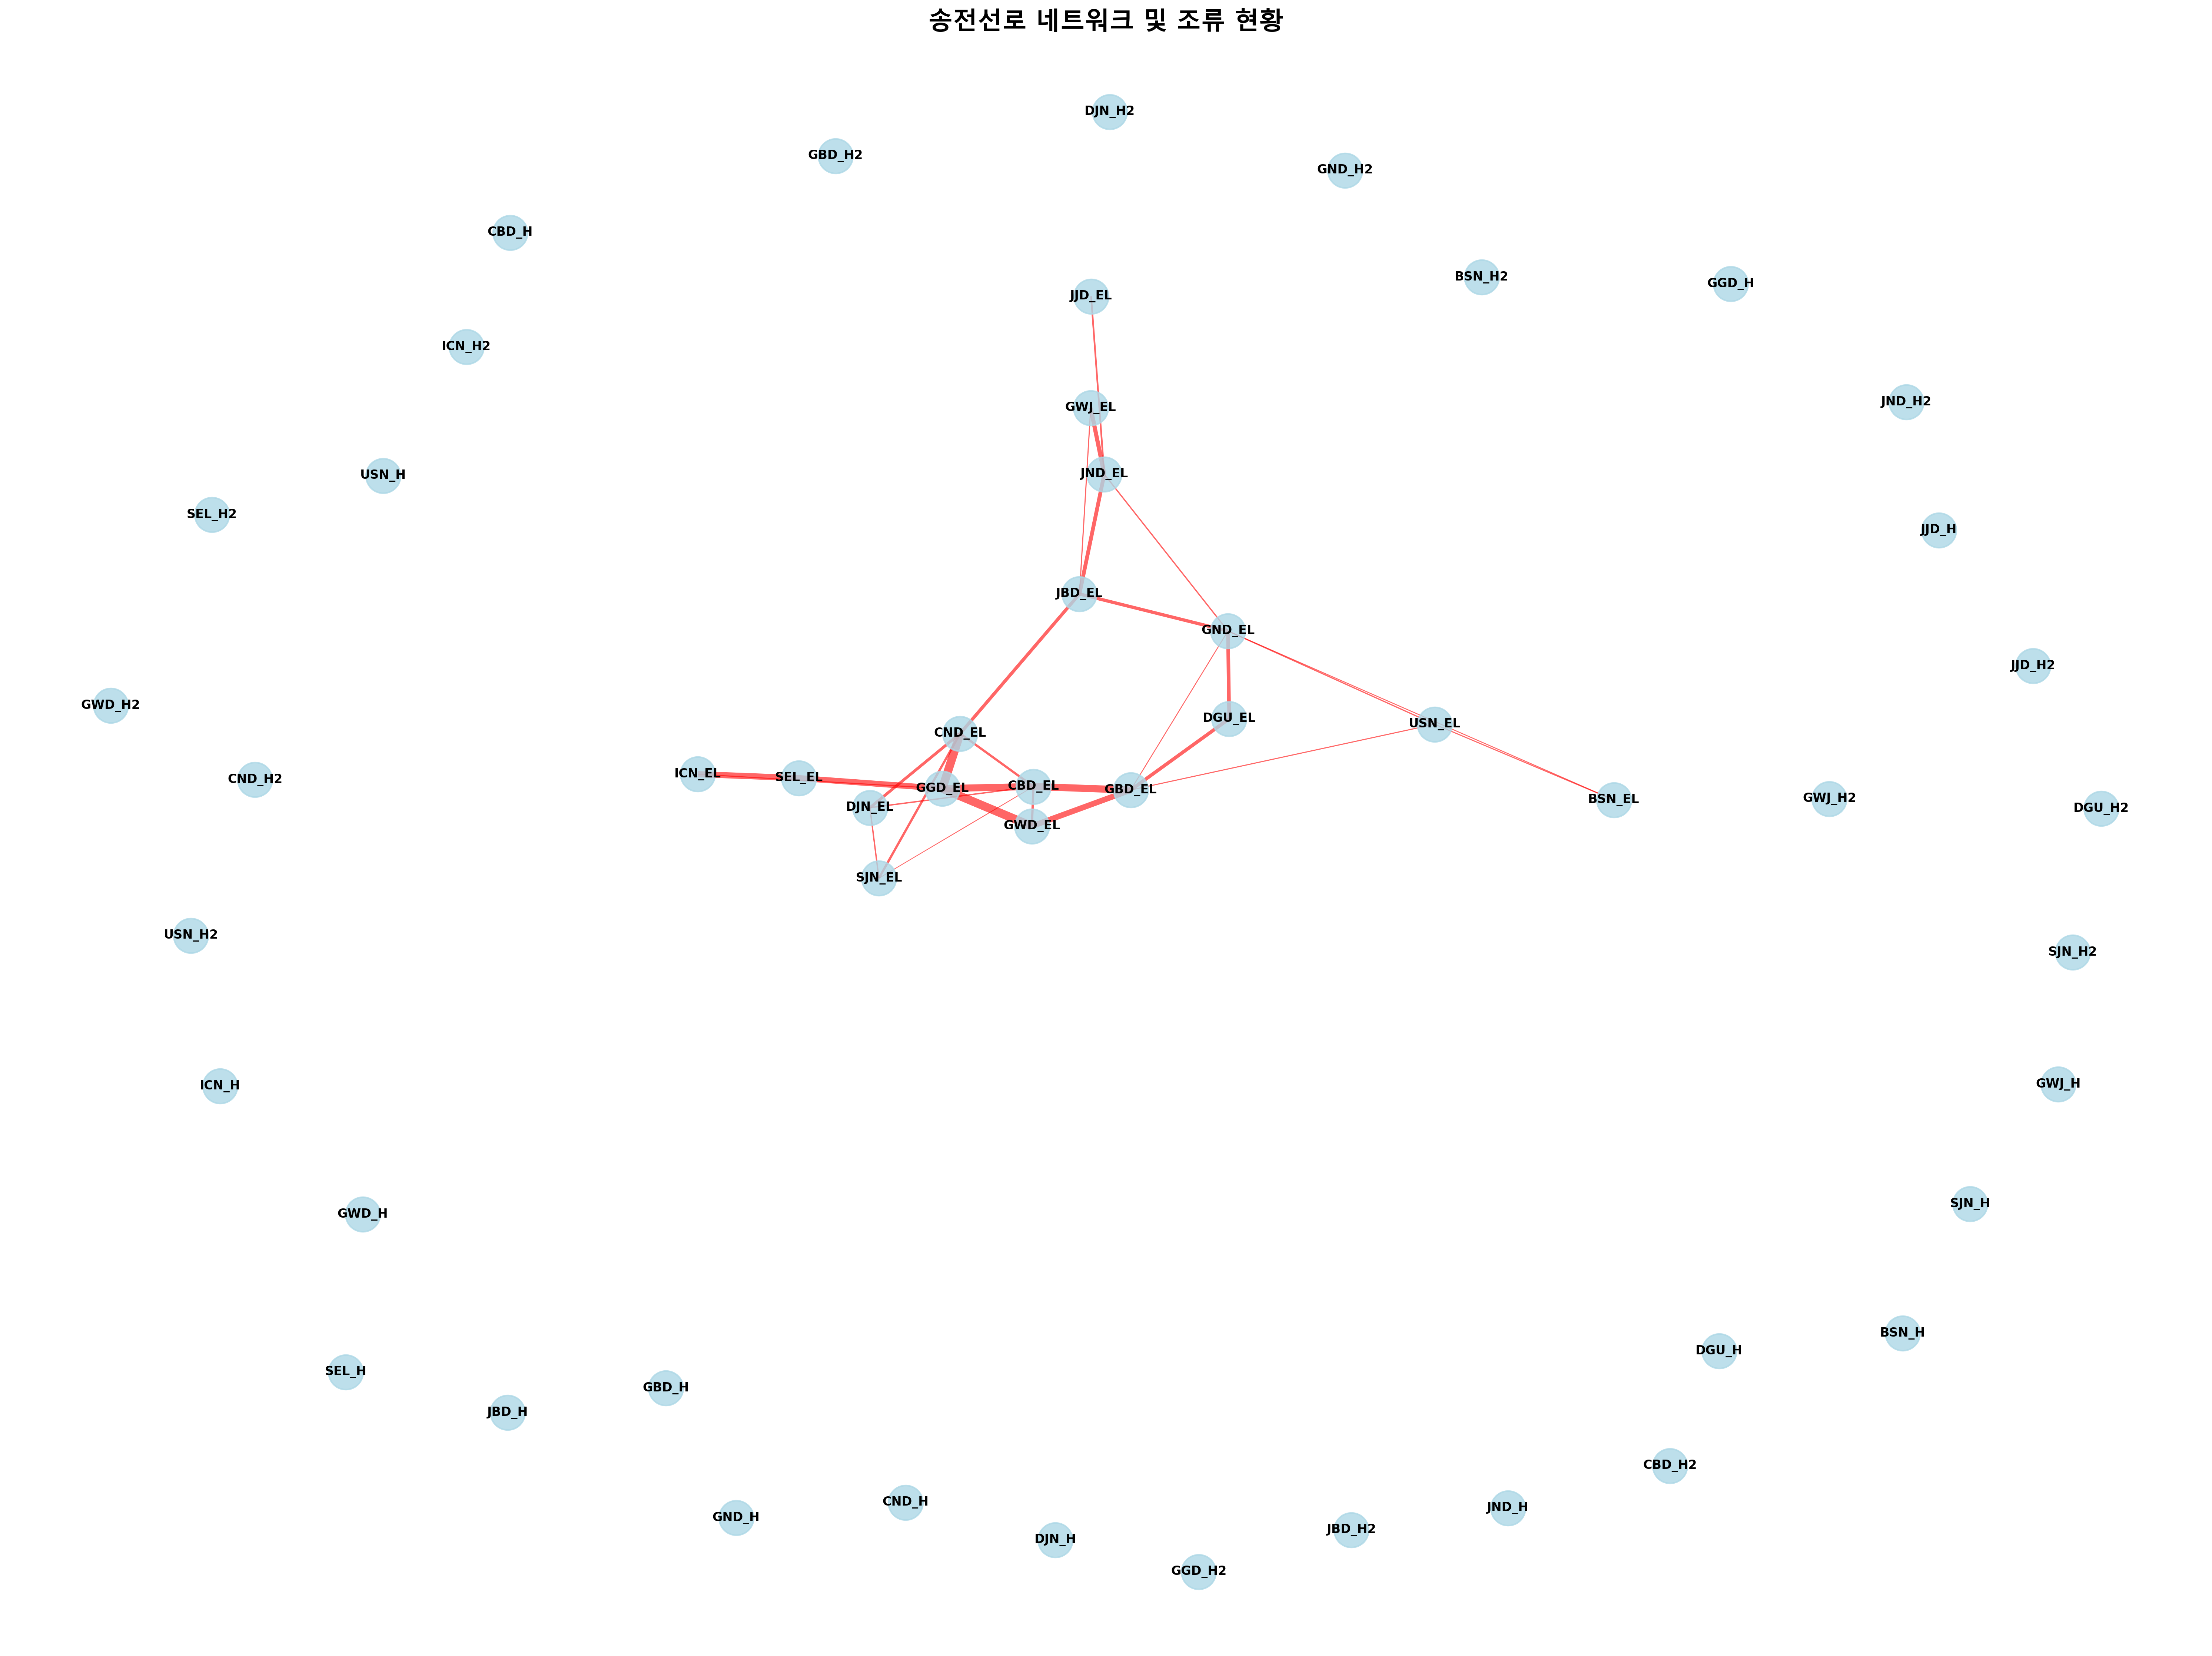 송전선로 네트워크 및 조류 현황
DJN_H2
GBD_H2
GND_H2
CBD_H
BSN_H2
GGD_H
JJD_EL
ICN_H2
JND_H2
GWJ_EL
JND_EL
USN_H
SEL_H2
JJD_H
JBD_EL
GND_EL
JJD_H2
GWD_H2
DGU_EL
USN_EL
CND_EL
ICN_EL
SEL_EL
CND_H2
GGD_EL
CBD_EL
GBD_EL
BSN_EL
GWJ_H2
DJN_EL
DGU_H2
GWD_EL
SJN_EL
USN_H2
SJN_H2
ICN_H
GWJ_H
SJN_H
GWD_H
BSN_H
DGU_H
SEL_H
GBD_H
JBD_H
CBD_H2
CND_H
JND_H
GND_H
JBD_H2
DJN_H
GGD_H2